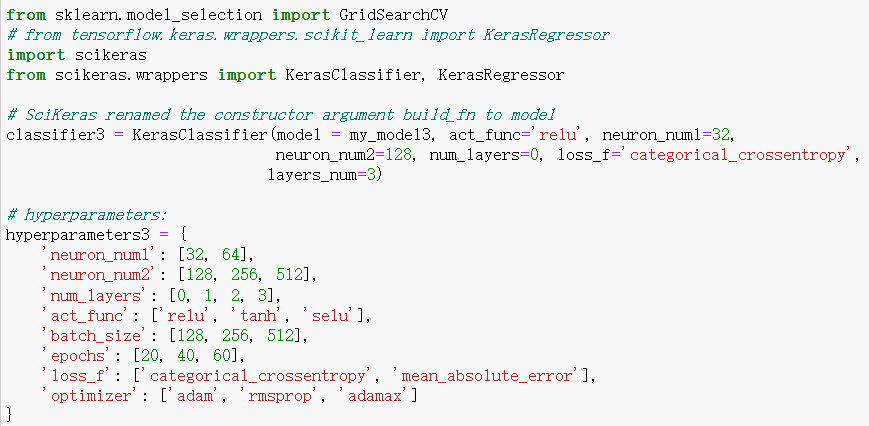 from sklearn.model_selection import GridSearchCV
# from tensorflow.keras.wrappers.scikit_learn import KerasRegressor
import scikeras
from scikeras.wrappers import KerasClassifier, KerasRegressor

# SciKeras renamed the constructor argument build_fn to model
classifier3 = KerasClassifier(model = my_model3, act_func='relu', neuron_num1=32,
                              neuron_num2=128, num_layers=0, loss_f='categorical_crossentropy',
                             layers_num=3)

# hyperparameters:
hyperparameters3 = {
    'neuron_num1': [32, 64],
    'neuron_num2': [128, 256, 512],
    'num_layers': [0, 1, 2, 3],
    'act_func': ['relu', 'tanh', 'selu'],
    'batch_size': [128, 256, 512],
    'epochs': [20, 40, 60],
    'loss_f': ['categorical_crossentropy', 'mean_absolute_error'],
    'optimizer': ['adam', 'rmsprop', 'adamax']
}